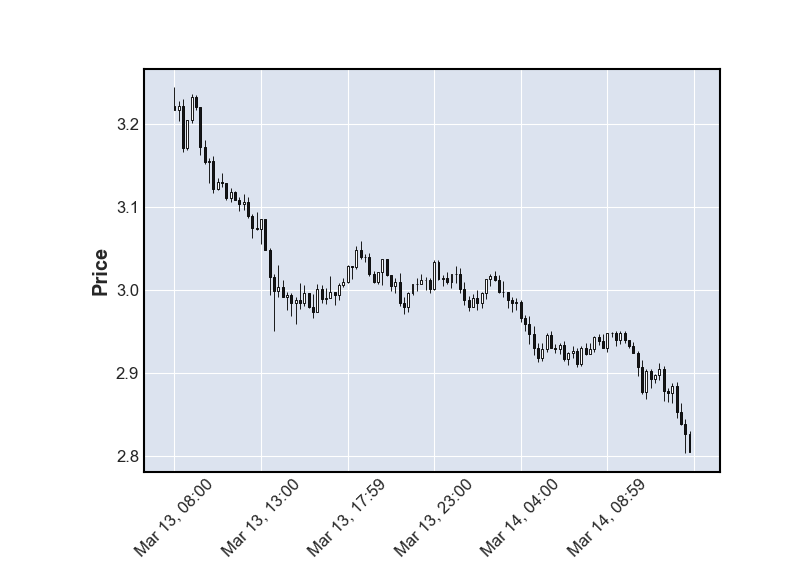 3.2
3.1
3.0
2.9
2.8
Price
Mar 13, 08:00
Mar 13, 13:00
Mar 13, 17:59
Mar 13, 23:00
Mar 14, 04:00
Mar 14, 08:59